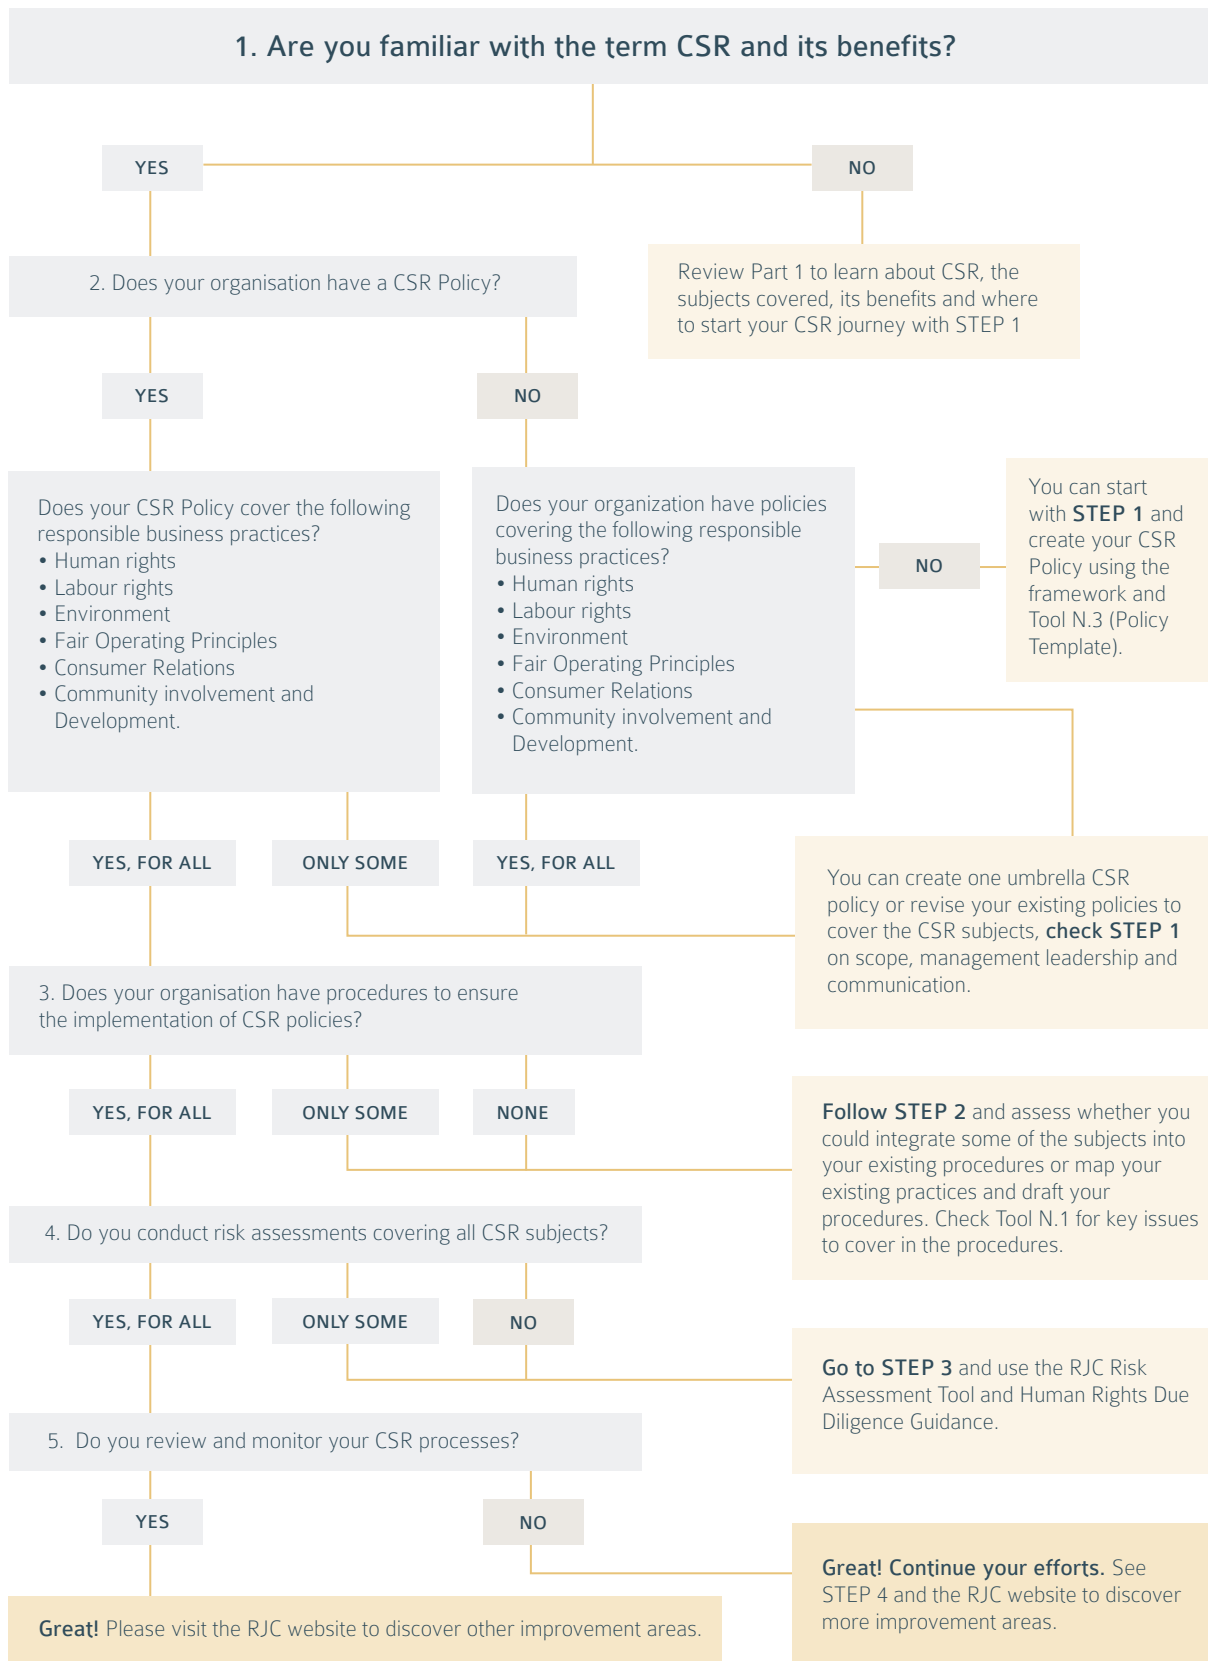 1. Are you familiar with the term CSR and its benefits?
YES
NO
2. Does your organisation have a CSR Policy?
Review Part 1 to learn about CSR, the
subjects covered, its benefits and where
to start your CSR journey with STEP 1
YES
NO
Does your CSR Policy cover the following
responsible business practices?
• Human rights
• Labour rights
• Environment
• Fair Operating Principles
• Consumer Relations
• Community involvement and
Development.
Does your organization have policies
covering the following responsible
business practices?
• Human rights
• Labour rights
• Environment
• Fair Operating Principles
• Consumer Relations
• Community involvement and
Development.
NO
You can start
with STEP 1 and
create your CSR
Policy using the
framework and
Tool N.3 (Policy
Template).
YES, FOR ALL
ONLY SOME
YES, FOR ALL
You can create one umbrella CSR
policy or revise your existing policies to
cover the CSR subjects, check STEP 1
on scope, management leadership and
communication.
3. Does your organisation have procedures to ensure
the implementation of CSR policies?
YES, FOR ALL
ONLY SOME
NONE
Follow STEP 2 and assess whether you
could integrate some of the subjects into
your existing procedures or map your
existing practices and draft your
procedures. Check Tool N.1 for key issues
to cover in the procedures.
4. Do you conduct risk assessments covering all CSR subjects?
YES, FOR ALL
ONLY SOME
NO
Go to STEP 3 and use the RJC Risk
Assessment Tool and Human Rights Due
Diligence Guidance.
5. Do you review and monitor your CSR processes?
YES
NO
Great! Continue your efforts. See
STEP 4 and the RJC website to discover
more improvement areas.
Great! Please visit the RJC website to discover other improvement areas.